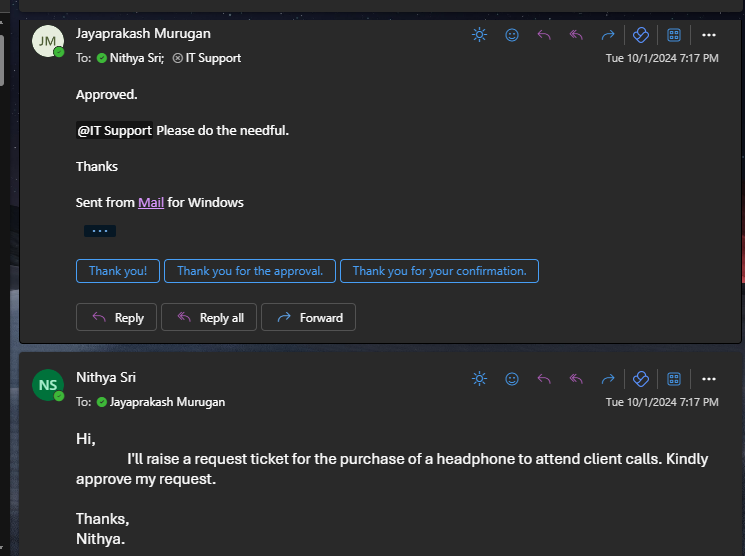 JM
Jayaprakash Murugan
To: Nithya Sri; IT Support
Tue 10/1/2024 7:17 PM
Approved.
@IT Support Please do the needful.
Thanks
Sent from Mail for Windows
...
Thank you!
Thank you for the approval.
Thank you for your confirmation.
Reply
Reply all
Forward
NS
Nithya Sri
To: Jayaprakash Murugan
Tue 10/1/2024 7:17 PM
Hi,
I'll raise a request ticket for the purchase of a headphone to attend client calls. Kindly
approve my request.
Thanks,
Nithya.